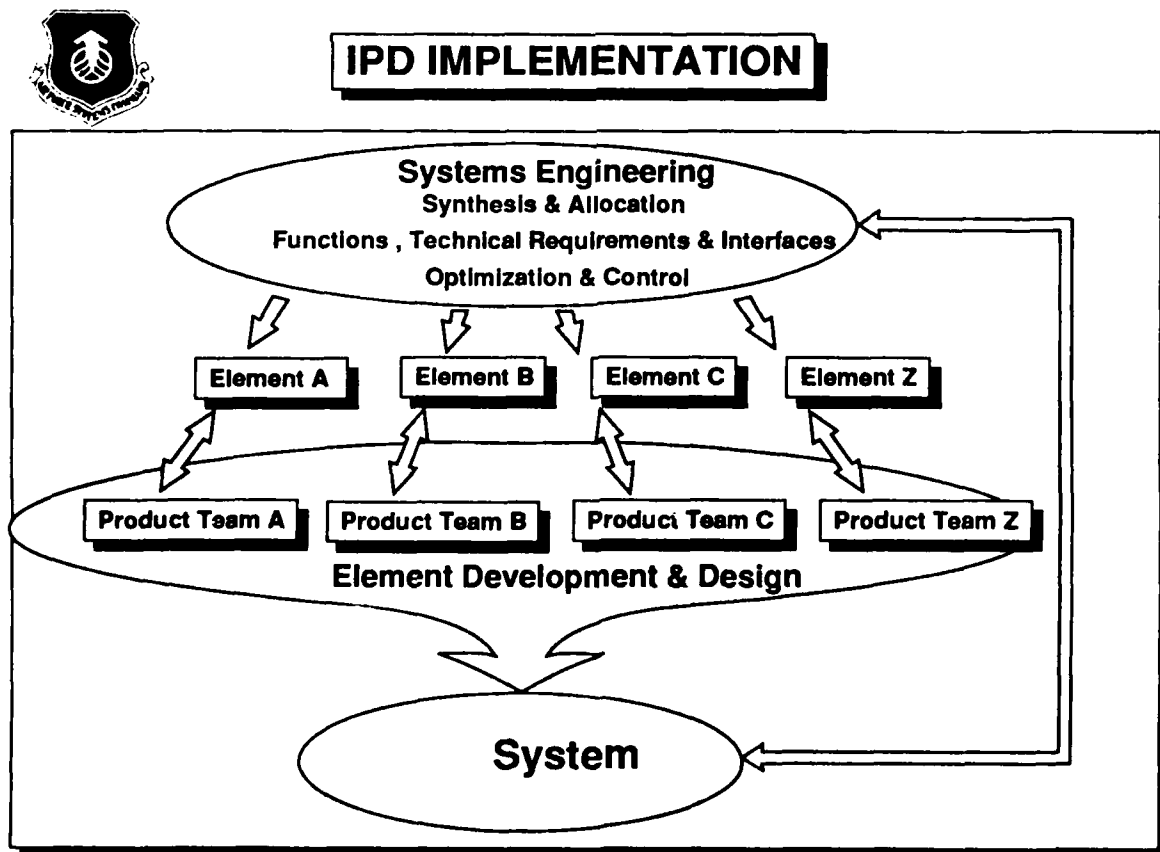 IPD IMPLEMENTATION
Systems Engineering
Synthesis & Allocation
Functions , Technical Requirements & Interfaces
Optimization & Control
Element A
Element B
Element C
Element Z
Product Team A
Product Team B
Product Team C
Product Team Z
Element Development & Design
System